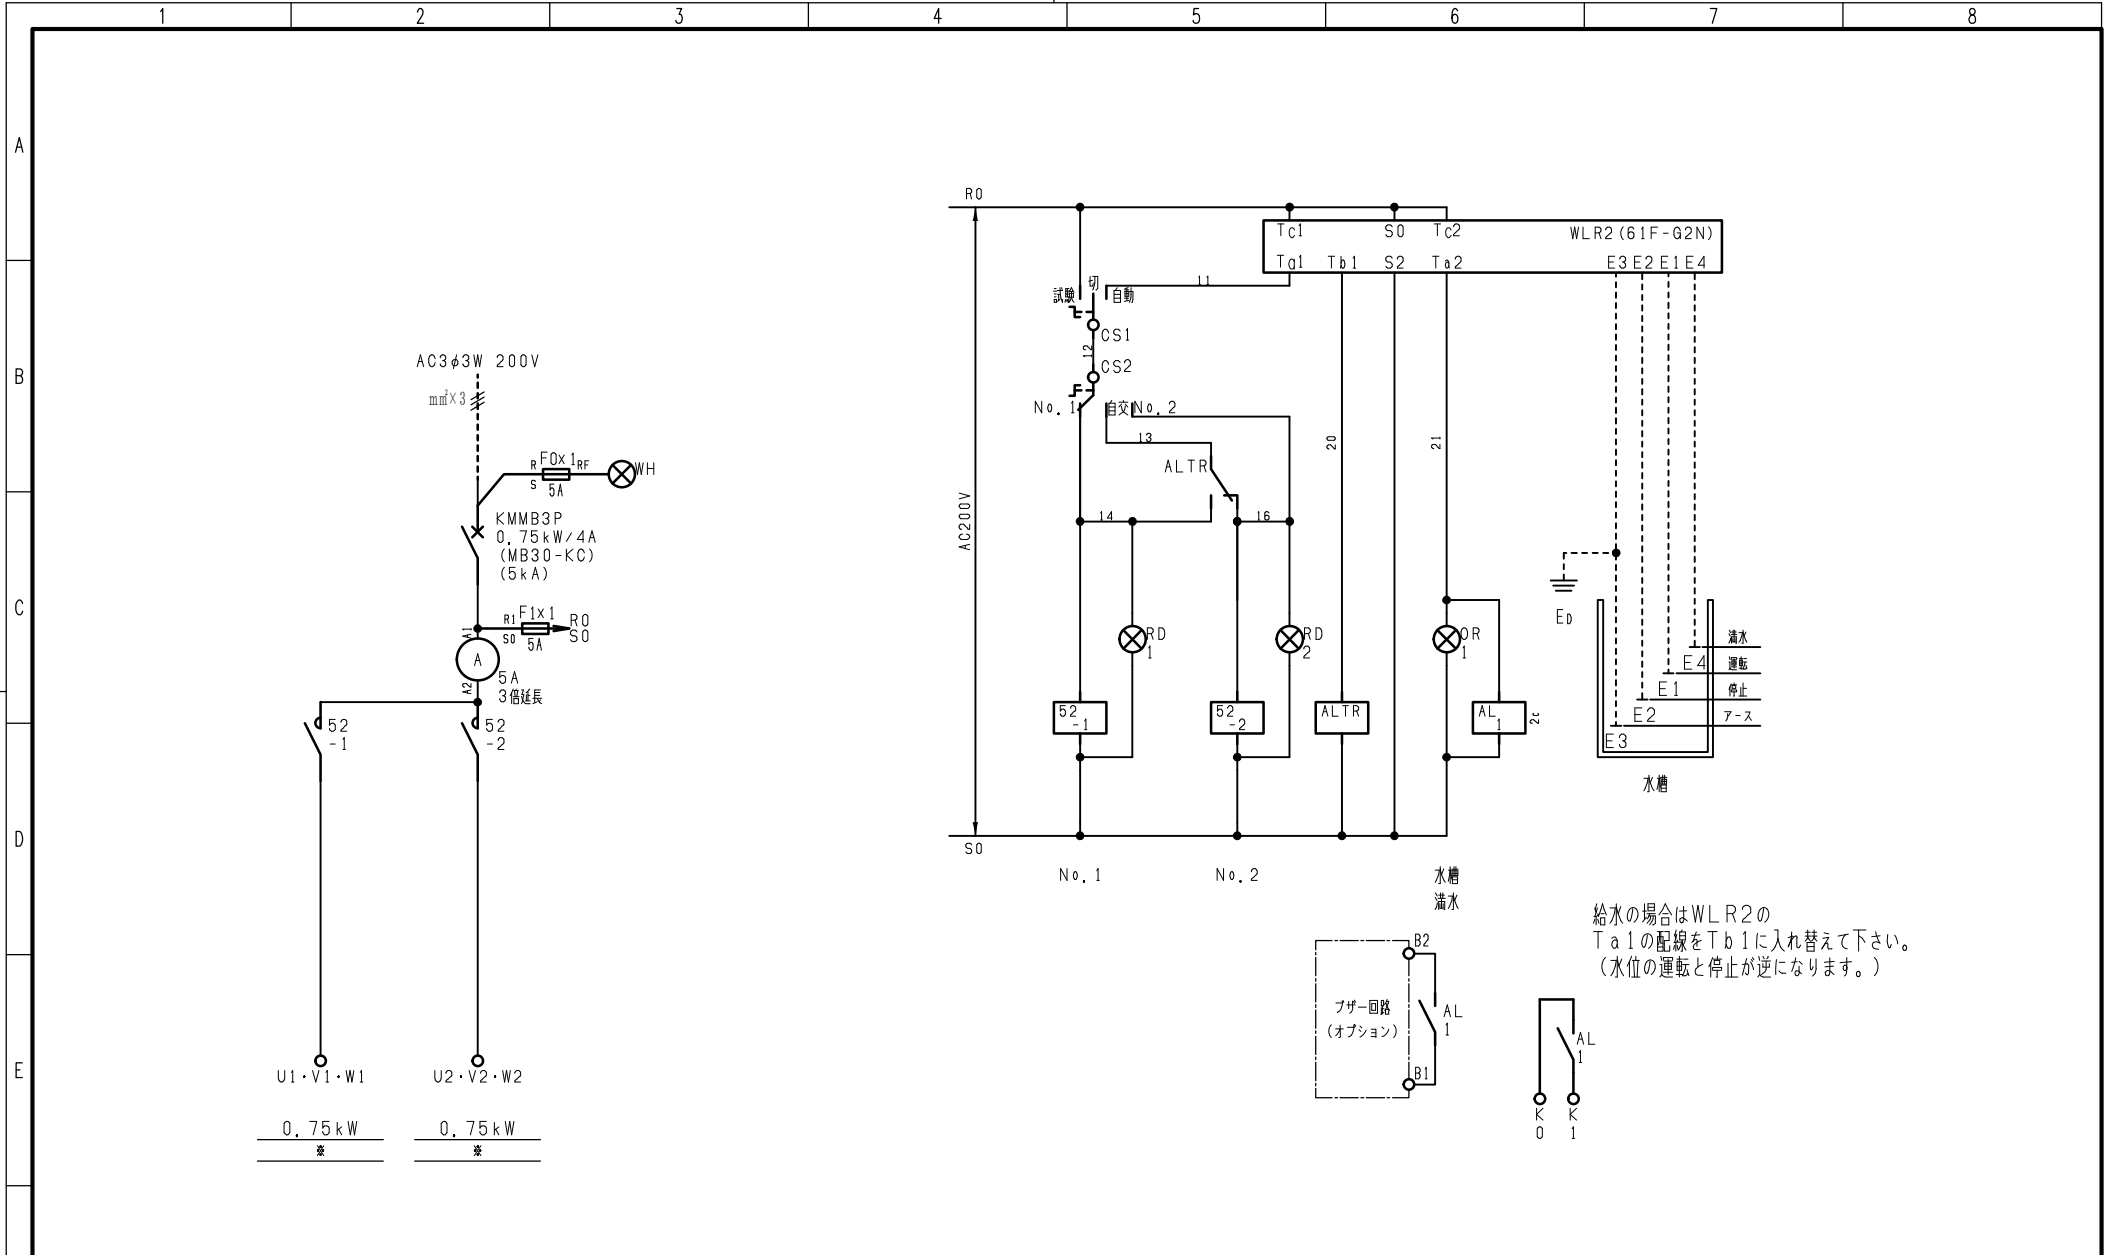 1 2 3 4 5 6 7 8
A
B
C
D
E
AC3φ3W 200V
mm²×3
R F0x1 RF
S 5A
WH
KMMB3P
0.75kW/4A
(MB30-KC)
(5kA)
R1 F1x1 R0
S0 5A S0
A1
A
A2
5A
3倍延長
52
-1
52
-2
U1・V1・W1
U2・V2・W2
0.75kW
※
0.75kW
※
R0
AC200V
S0
Tc1 S0 Tc2 WLR2(61F-G2N)
Ta1 Tb1 S2 Ta2 E3 E2 E1 E4
11
試験 切 自動
CS1
12
CS2
No.1 自交 No.2
13
ALTR
14
16
20
21
RD
1
RD
2
OR
1
52
-1
52
-2
ALTR
AL
1
2c
ED
満水
E4 運転
E1 停止
E2 アース
E3
水槽
No.1
No.2
水槽
満水
給水の場合はWLR2の
Ta1の配線をTb1に入れ替えて下さい。
(水位の運転と停止が逆になります。)
B2
ブザー回路
(オプション)
AL
1
B1
AL
1
K
0
K
1